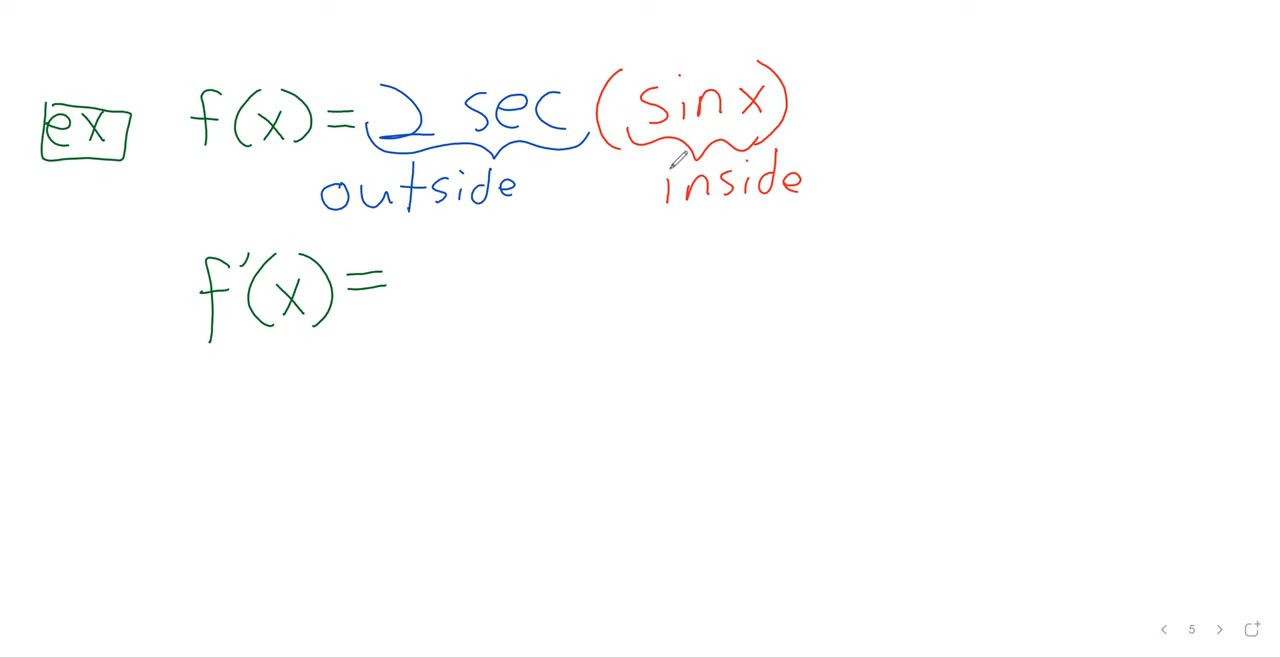 ex f(x) = 2 sec (sin x)
outside inside
f'(x) =
< 5 >